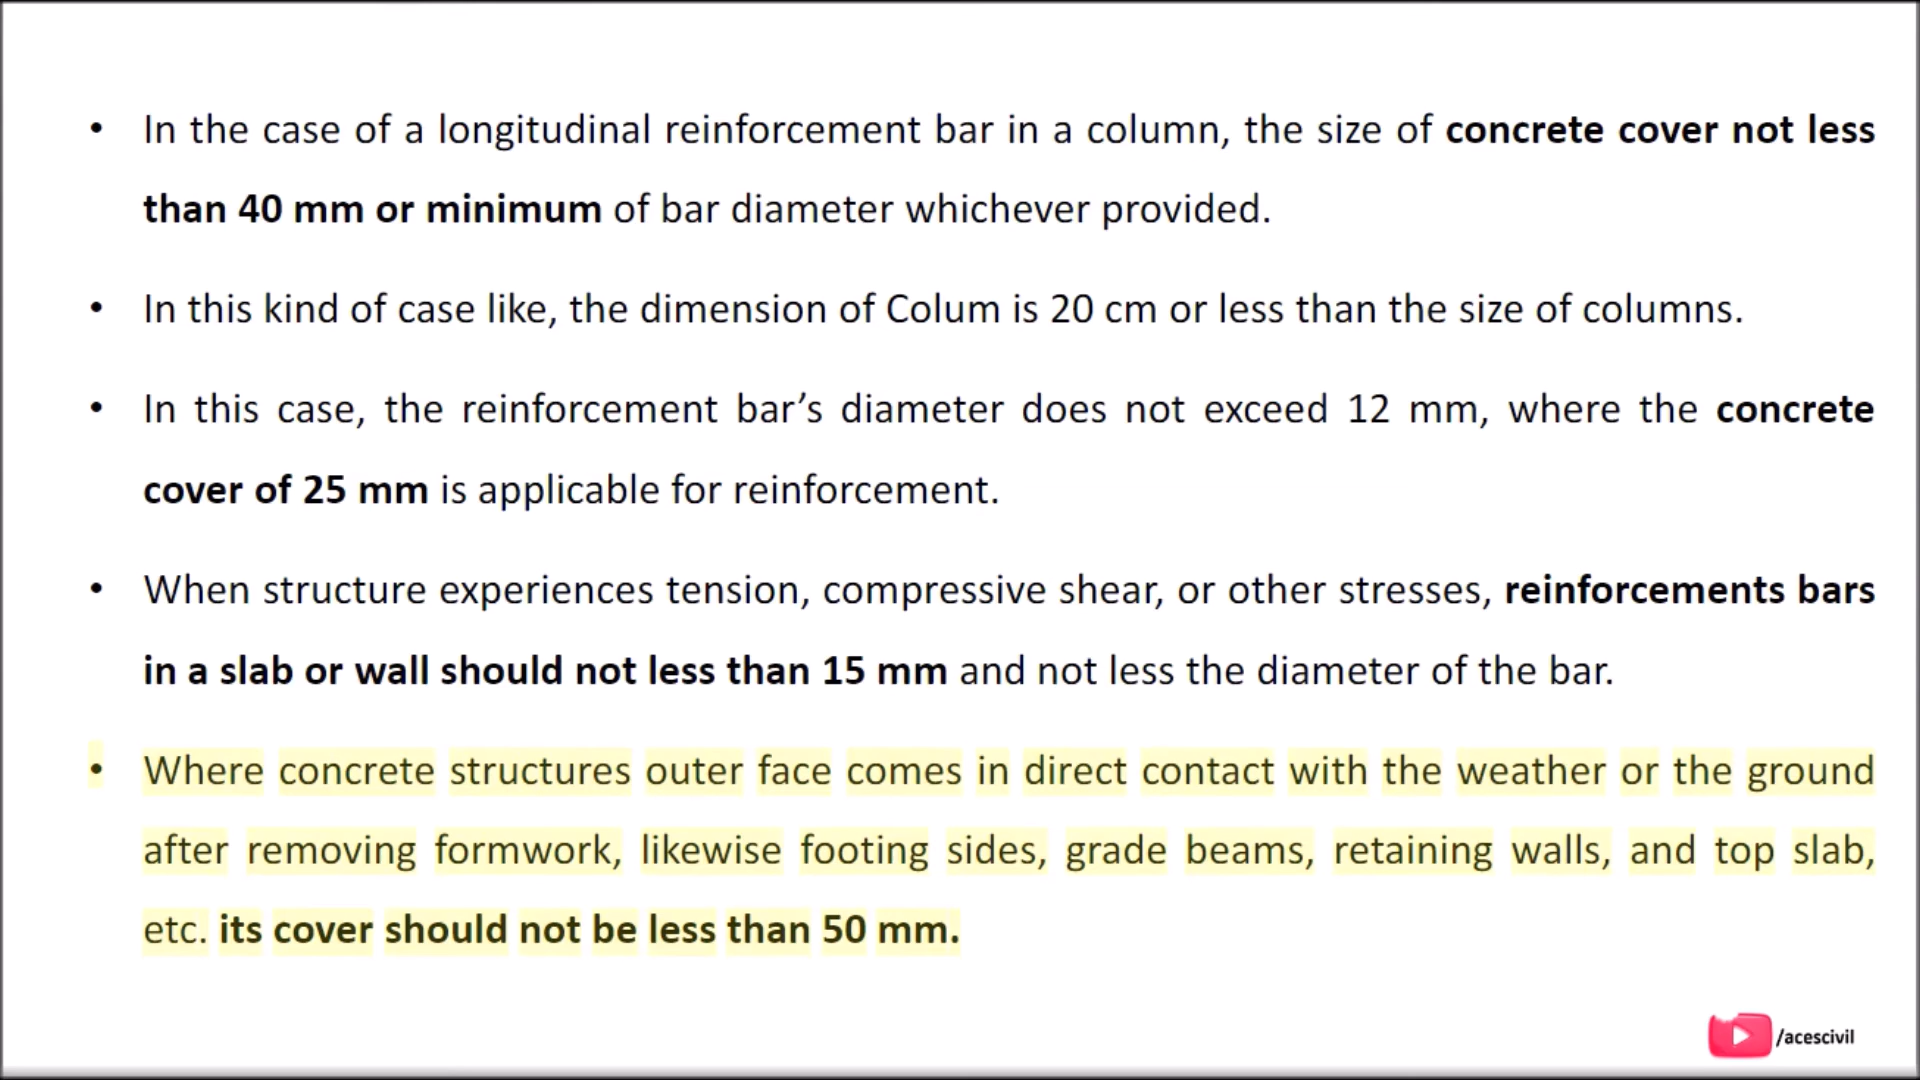 • In the case of a longitudinal reinforcement bar in a column, the size of concrete cover not less
than 40 mm or minimum of bar diameter whichever provided.
• In this kind of case like, the dimension of Colum is 20 cm or less than the size of columns.
• In this case, the reinforcement bar’s diameter does not exceed 12 mm, where the concrete
cover of 25 mm is applicable for reinforcement.
• When structure experiences tension, compressive shear, or other stresses, reinforcements bars
in a slab or wall should not less than 15 mm and not less the diameter of the bar.
• Where concrete structures outer face comes in direct contact with the weather or the ground
after removing formwork, likewise footing sides, grade beams, retaining walls, and top slab,
etc. its cover should not be less than 50 mm.
/acescivil